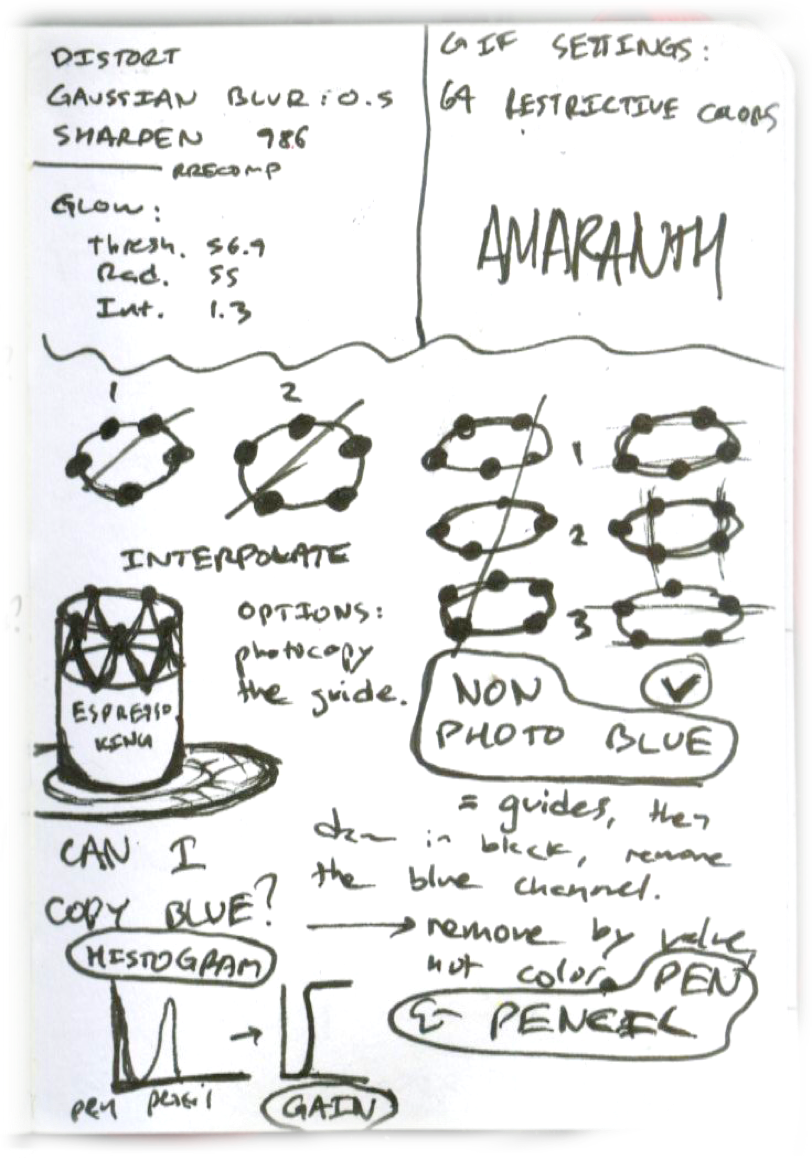 DISTORT
GAUSSIAN BLUR: 0.5
SHARPEN 986
PRECOMP
GLOW:
Thresh. 56.9
Rad. 55
Int. 1.3
GIF SETTINGS:
64 RESTRICTIVE COLORS
AMARANTH
1 2
INTERPOLATE
1
2
3
OPTIONS:
photocopy
the guide.
ESPRESSO
KING
NON
PHOTO BLUE
= guides, then
draw in black, remove
the blue channel.
CAN I
COPY BLUE?
remove by value,
not color.
HISTOGRAM
PEN
& PENCIL
pen pencil
GAIN